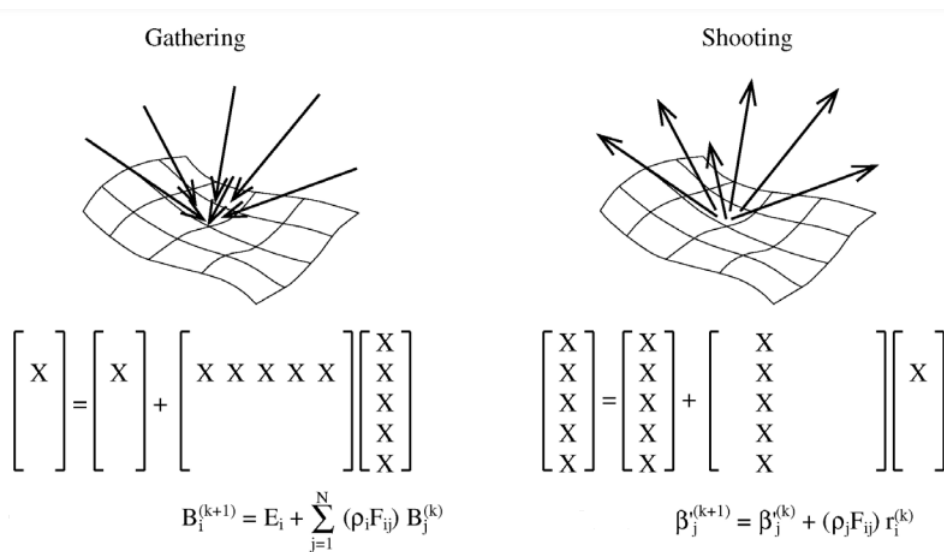 Gathering
Shooting
X = X + X X X X X X
X
X
X
X
X = X + X X
X X X
X = X + X
X X X
X X X
B_i^(k+1) = E_i + Σ_{j=1}^{N} (ρ_i F_ij) B_j^(k)
β'_j^(k+1) = β'_j^(k) + (ρ_j F_ij) r_i^(k)